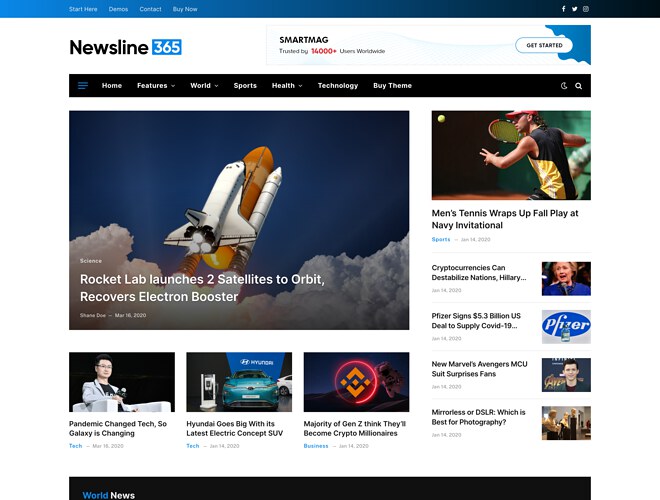 Start Here Demos Contact Buy Now
Newsline 365
SMARTMAG
Trusted by 14000+ Users Worldwide
GET STARTED
Home Features World Sports Health Technology Buy Theme
Science
Rocket Lab launches 2 Satellites to Orbit,
Recovers Electron Booster
Shane Doe — Mar 16, 2020
Men's Tennis Wraps Up Fall Play at
Navy Invitational
Sports — Jan 14, 2020
Cryptocurrencies Can
Destabilize Nations, Hillary...
Jan 14, 2020
Pfizer Signs $5.3 Billion US
Deal to Supply Covid-19...
Jan 14, 2020
Pfizer
New Marvel's Avengers MCU
Suit Surprises Fans
Jan 14, 2020
Mirrorless or DSLR: Which is
Best for Photography?
Jan 14, 2020
HYUNDAI
Pandemic Changed Tech, So
Galaxy is Changing
Tech — Mar 16, 2020
Hyundai Goes Big With its
Latest Electric Concept SUV
Tech — Jan 14, 2020
Majority of Gen Z think They'll
Become Crypto Millionaires
Business — Jan 14, 2020
World News